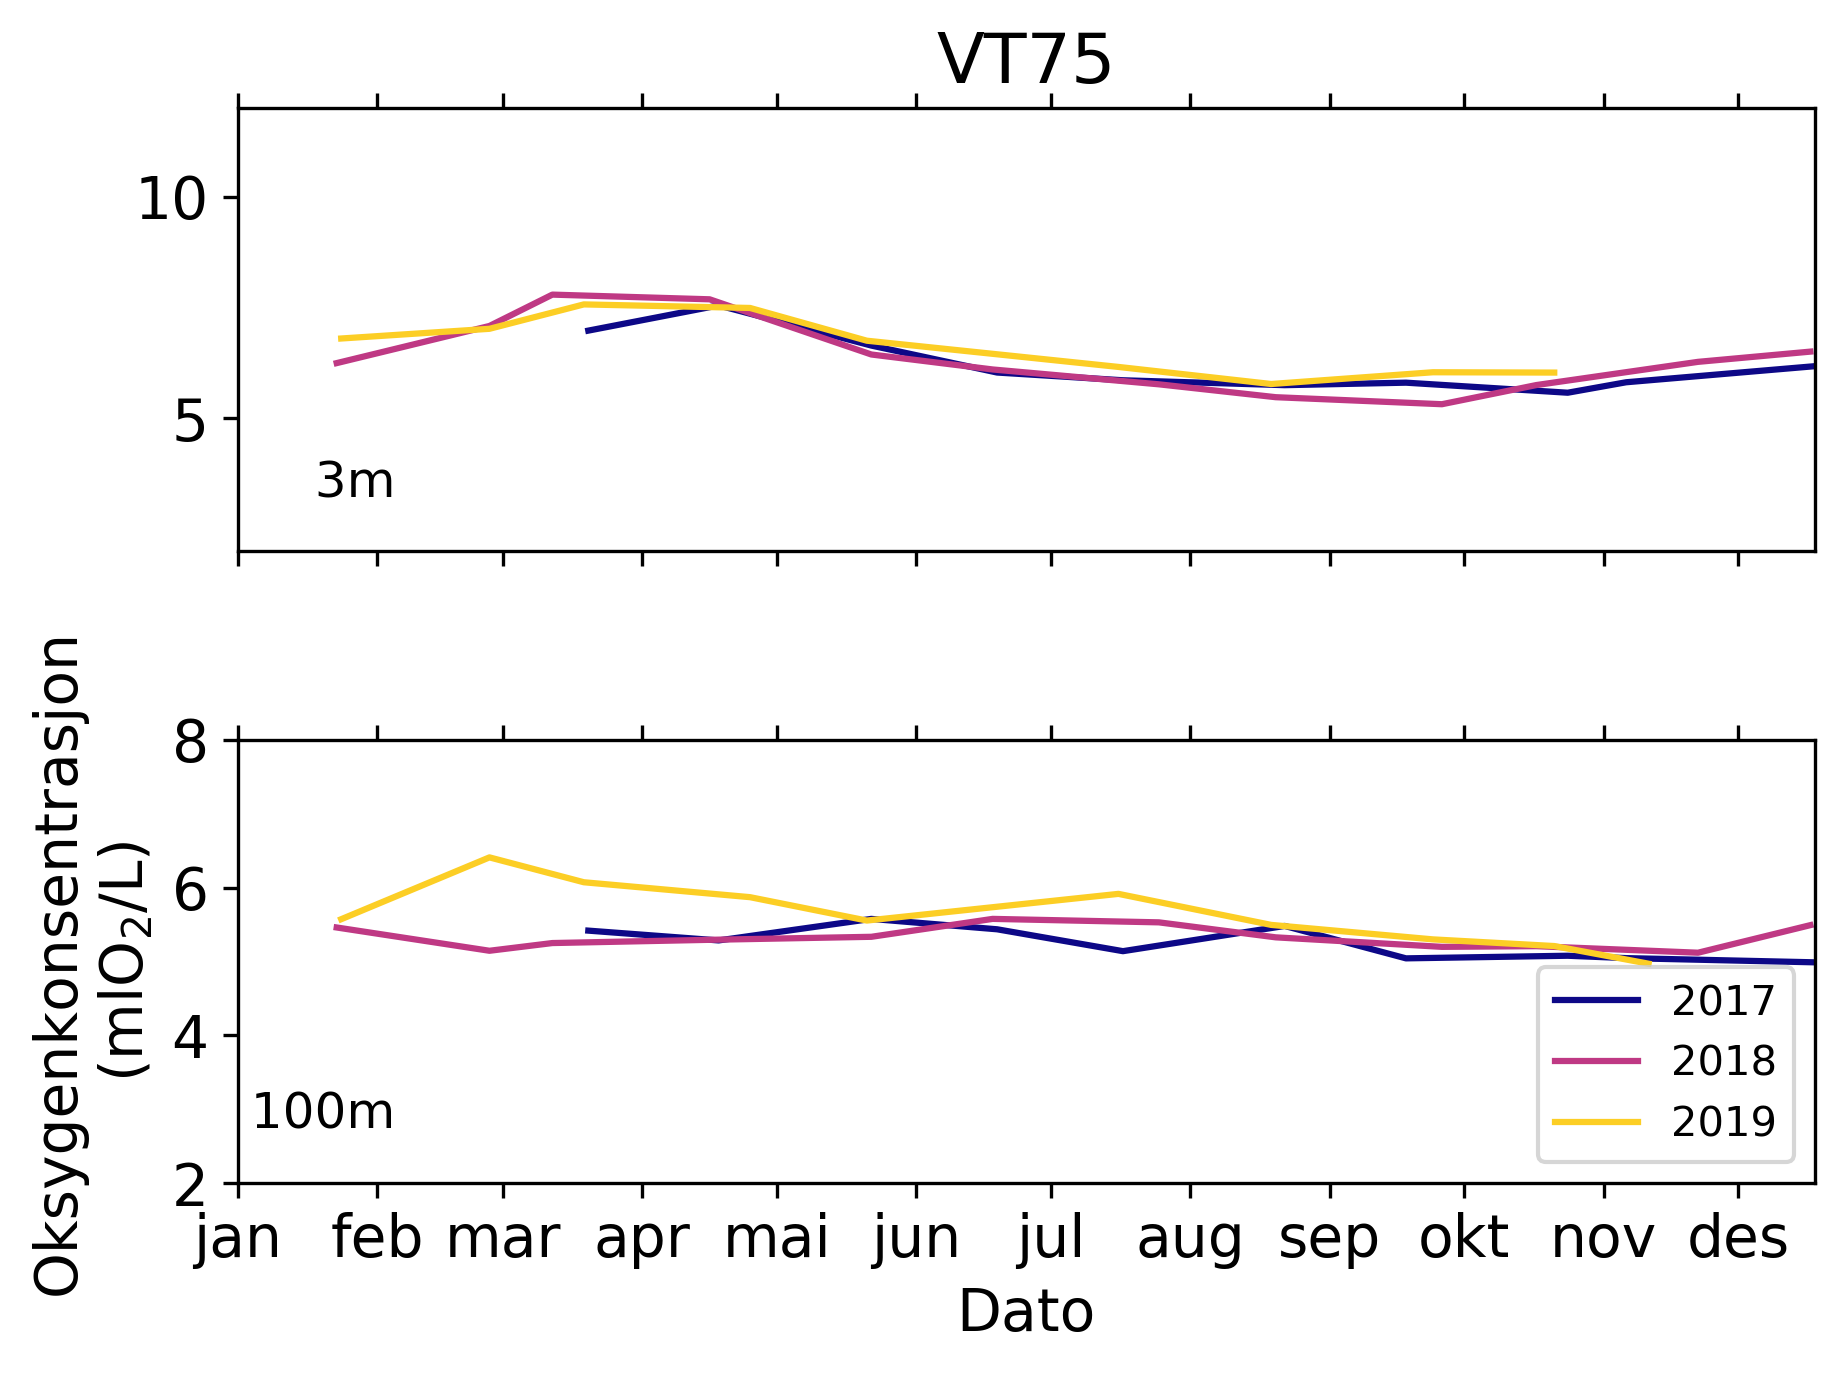 VT75
10
5
3m
Oksygenkonsentrasjon
(mlO₂/L)
8
6
4
2
100m
2017
2018
2019
jan feb mar apr mai jun jul aug sep okt nov des
Dato